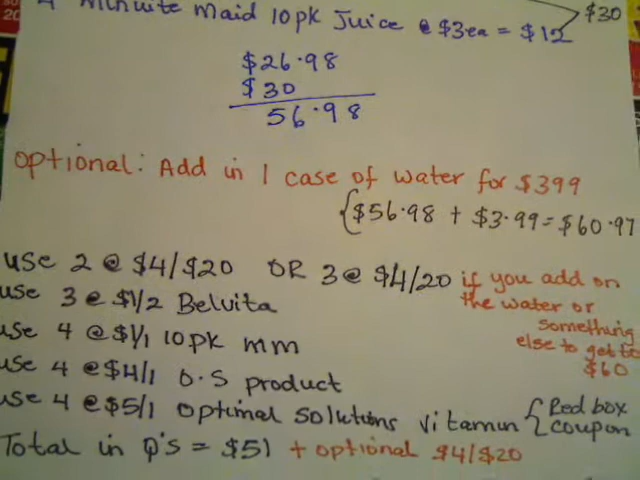 4 Minuite Maid 10pk Juice @ $3ea = $12
$30
$26.98
$30
56.98
optional: Add in 1 case of water for $399
{$56.98 + $3.99 = $60.97
use 2 @ $4/$20 OR 3 @ $4/20 if you add on
the water or
something
else to get to
$60
use 3 @ $1/2 Belvita
use 4 @ $1/1 10pk mm
use 4 @ $4/1 O.S product
use 4 @ $5/1 optimal solutions vitamin { Red box
coupon
Total in Q's = $51 + optional $4/$20